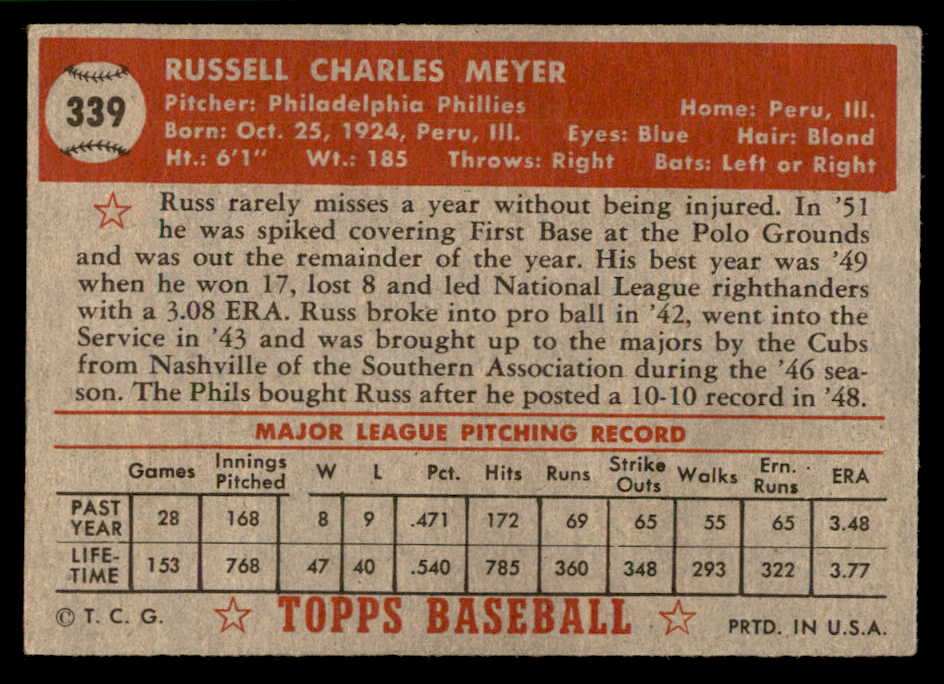 339
RUSSELL CHARLES MEYER
Pitcher: Philadelphia Phillies Home: Peru, Ill.
Born: Oct. 25, 1924, Peru, Ill. Eyes: Blue Hair: Blond
Ht.: 6'1" Wt.: 185 Throws: Right Bats: Left or Right
Russ rarely misses a year without being injured. In '51
he was spiked covering First Base at the Polo Grounds
and was out the remainder of the year. His best year was '49
when he won 17, lost 8 and led National League righthanders
with a 3.08 ERA. Russ broke into pro ball in '42, went into the
Service in '43 and was brought up to the majors by the Cubs
from Nashville of the Southern Association during the '46 sea-
son. The Phils bought Russ after he posted a 10-10 record in '48.
MAJOR LEAGUE PITCHING RECORD
Games Innings Pitched W L Pct. Hits Runs Strike Outs Walks Ern. Runs ERA
PAST YEAR 28 168 8 9 .471 172 69 65 55 65 3.48
LIFE-TIME 153 768 47 40 .540 785 360 348 293 322 3.77
© T. C. G. TOPPS BASEBALL PRTD. IN U.S.A.